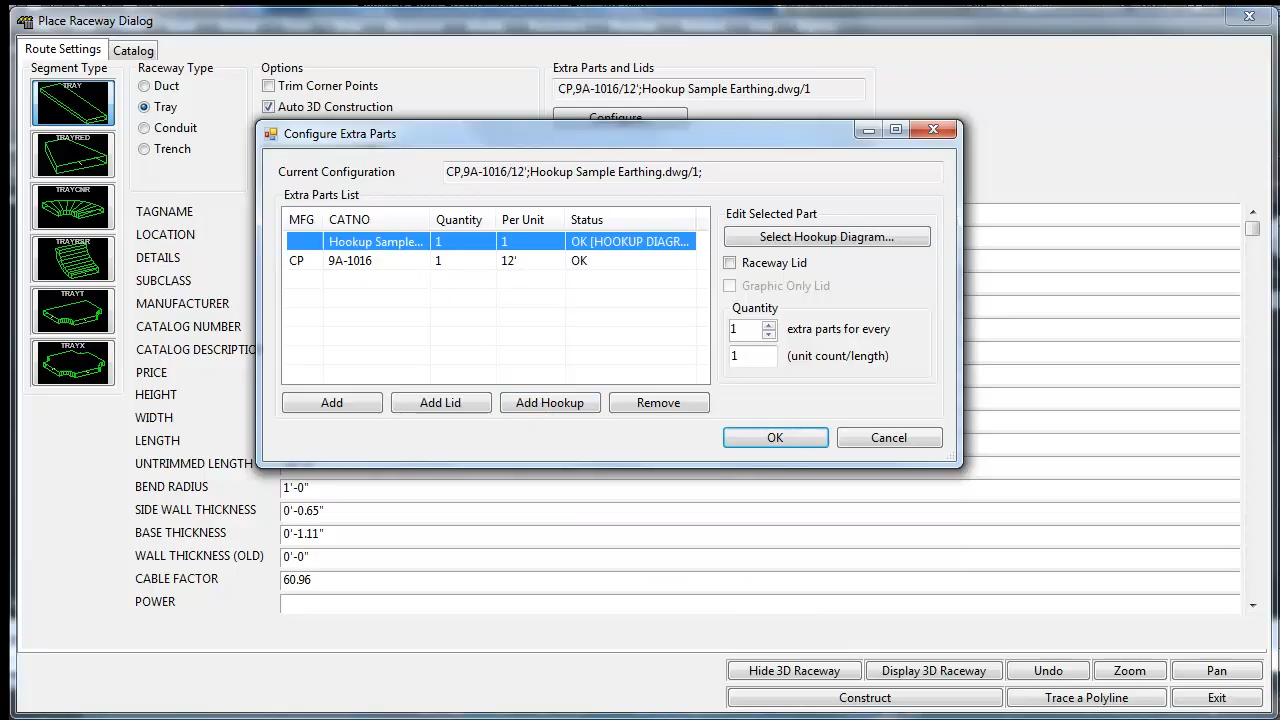 Place Raceway Dialog
Route Settings Catalog
Segment Type
TRAY
TRAYRED
TRAYCNR
TRAYRSR
TRAYT
TRAYX
Raceway Type
Duct
Tray
Conduit
Trench
Options
Trim Corner Points
Auto 3D Construction
Extra Parts and Lids
CP,9A-1016/12';Hookup Sample Earthing.dwg/1
Configure
Configure Extra Parts
Current Configuration CP,9A-1016/12';Hookup Sample Earthing.dwg/1;
Extra Parts List
MFG CATNO Quantity Per Unit Status
Hookup Sample... 1 1 OK [HOOKUP DIAGR...
CP 9A-1016 1 12' OK
Add Add Lid Add Hookup Remove
Edit Selected Part
Select Hookup Diagram...
Raceway Lid
Graphic Only Lid
Quantity
1 extra parts for every
1 (unit count/length)
OK Cancel
TAGNAME
LOCATION
DETAILS
SUBCLASS
MANUFACTURER
CATALOG NUMBER
CATALOG DESCRIPTIO
PRICE
HEIGHT
WIDTH
LENGTH
UNTRIMMED LENGTH
BEND RADIUS 1'-0"
SIDE WALL THICKNESS 0'-0.65"
BASE THICKNESS 0'-1.11"
WALL THICKNESS (OLD) 0'-0"
CABLE FACTOR 60.96
POWER
Hide 3D Raceway Display 3D Raceway Undo Zoom Pan
Construct Trace a Polyline Exit